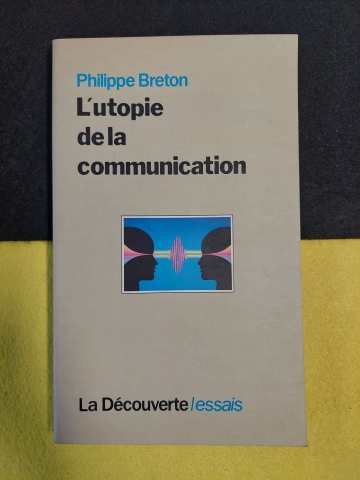 Philippe Breton
L'utopie
de la
communication
La Découverte/essais